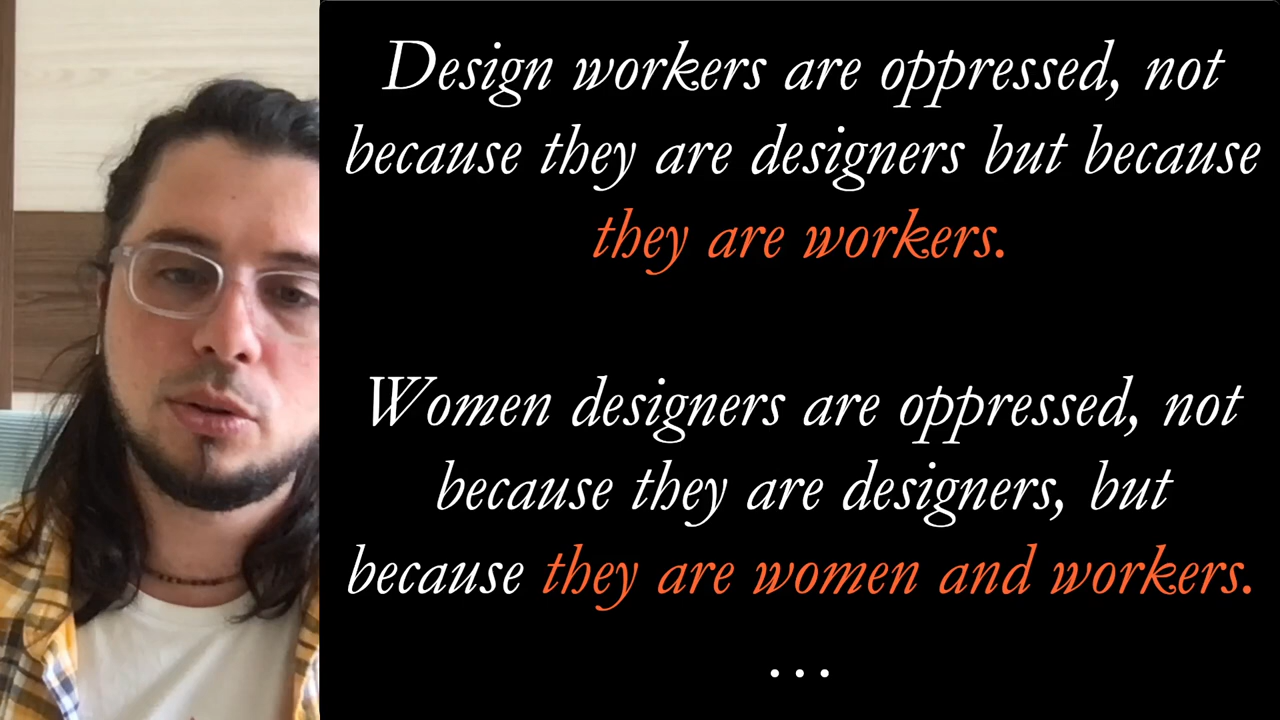 Design workers are oppressed, not
because they are designers but because
they are workers.
Women designers are oppressed, not
because they are designers, but
because they are women and workers.
...